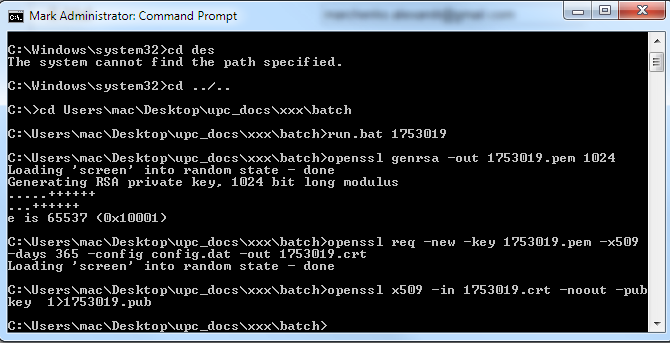 Mark Administrator: Command Prompt
C:\Windows\system32>cd des
The system cannot find the path specified.
C:\Windows\system32>cd ../..
C:\>cd Users\mac\Desktop\upc_docs\xxx\batch
C:\Users\mac\Desktop\upc_docs\xxx\batch>run.bat 1753019
C:\Users\mac\Desktop\upc_docs\xxx\batch>openssl genrsa -out 1753019.pem 1024
Loading 'screen' into random state - done
Generating RSA private key, 1024 bit long modulus
.....++++++
...++++++
e is 65537 (0x10001)
C:\Users\mac\Desktop\upc_docs\xxx\batch>openssl req -new -key 1753019.pem -x509
-days 365 -config config.dat -out 1753019.crt
Loading 'screen' into random state - done
C:\Users\mac\Desktop\upc_docs\xxx\batch>openssl x509 -in 1753019.crt -noout -pub
key  1>1753019.pub
C:\Users\mac\Desktop\upc_docs\xxx\batch>